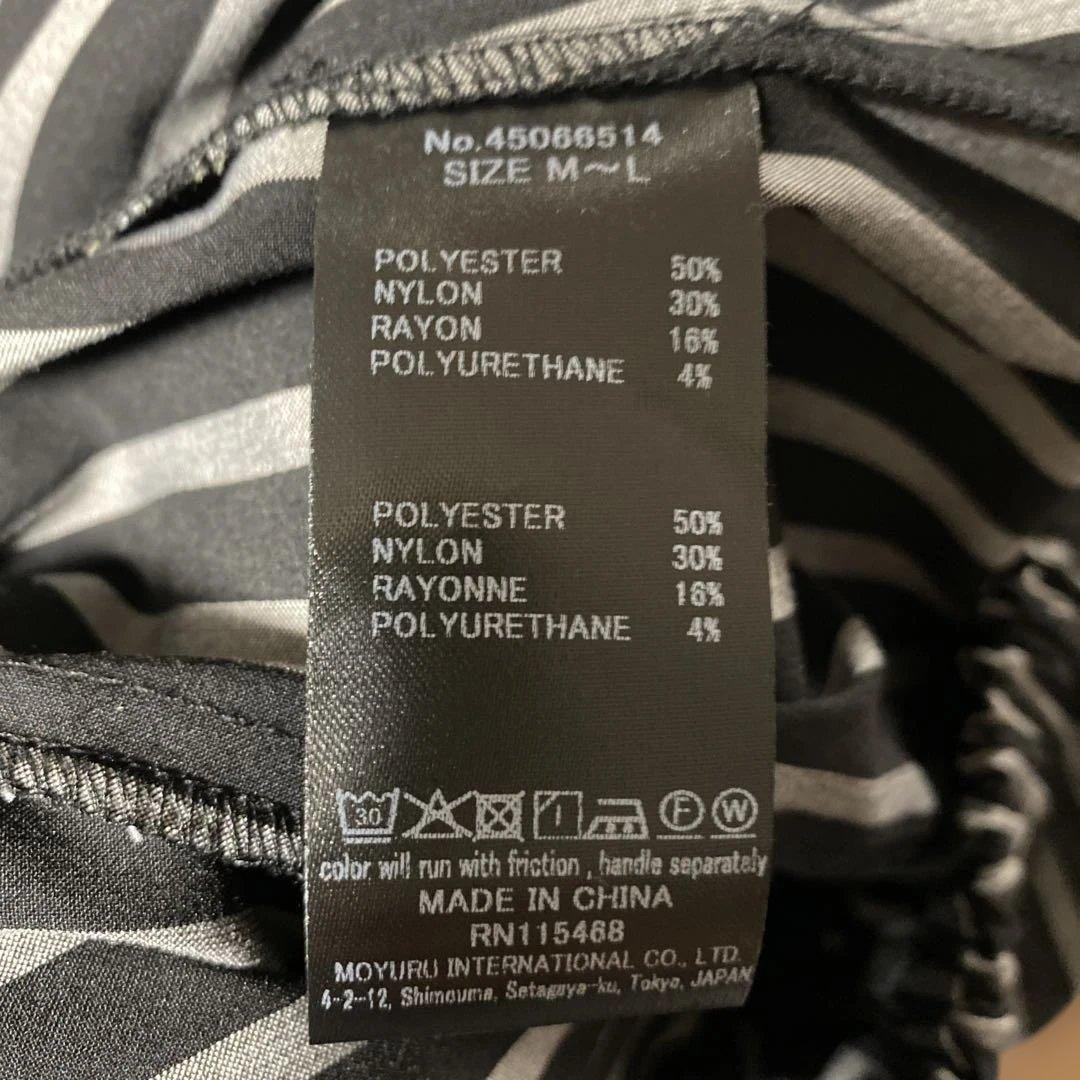 No.45066514
SIZE M～L
POLYESTER 50%
NYLON 30%
RAYON 16%
POLYURETHANE 4%
POLYESTER 50%
NYLON 30%
RAYONNE 16%
POLYURETHANE 4%
30 F W
color will run with friction , handle separately
MADE IN CHINA
RN115468
MOYURU INTERNATIONAL CO., LTD.
4-2-12, Shimouma, Setagaya-ku, Tokyo, JAPAN